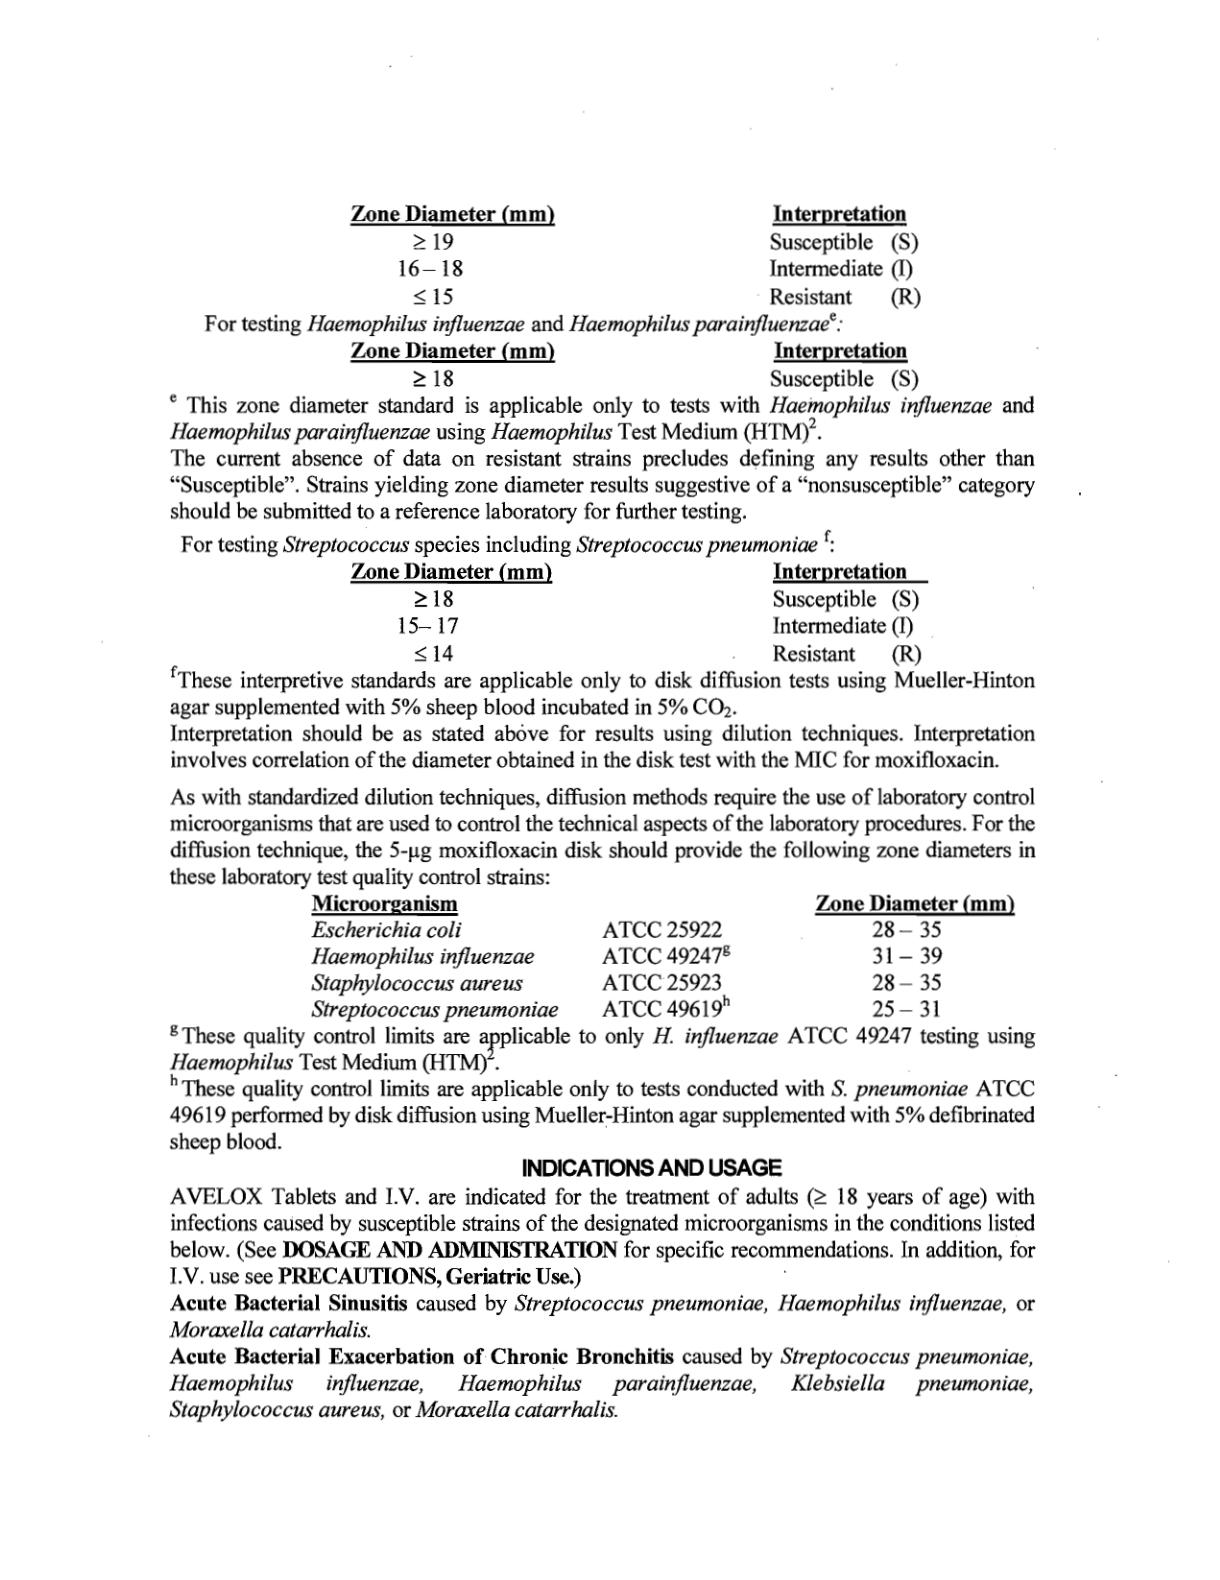 Zone Diameter (mm) Interpretation
≥ 19 Susceptible (S)
16– 18 Intermediate (I)
≤ 15 Resistant (R)
For testing Haemophilus influenzae and Haemophilus parainfluenzaeᵉ:
Zone Diameter (mm) Interpretation
≥ 18 Susceptible (S)
ᵉ This zone diameter standard is applicable only to tests with Haemophilus influenzae and
Haemophilus parainfluenzae using Haemophilus Test Medium (HTM)².
The current absence of data on resistant strains precludes defining any results other than
“Susceptible”. Strains yielding zone diameter results suggestive of a “nonsusceptible” category
should be submitted to a reference laboratory for further testing.
For testing Streptococcus species including Streptococcus pneumoniae ᶠ:
Zone Diameter (mm) Interpretation
≥18 Susceptible (S)
15– 17 Intermediate (I)
≤ 14 Resistant (R)
ᶠThese interpretive standards are applicable only to disk diffusion tests using Mueller-Hinton
agar supplemented with 5% sheep blood incubated in 5% CO₂.
Interpretation should be as stated above for results using dilution techniques. Interpretation
involves correlation of the diameter obtained in the disk test with the MIC for moxifloxacin.
As with standardized dilution techniques, diffusion methods require the use of laboratory control
microorganisms that are used to control the technical aspects of the laboratory procedures. For the
diffusion technique, the 5-µg moxifloxacin disk should provide the following zone diameters in
these laboratory test quality control strains:
Microorganism Zone Diameter (mm)
Escherichia coli ATCC 25922 28 – 35
Haemophilus influenzae ATCC 49247ᵍ 31 – 39
Staphylococcus aureus ATCC 25923 28 – 35
Streptococcus pneumoniae ATCC 49619ʰ 25 – 31
ᵍ These quality control limits are applicable to only H. influenzae ATCC 49247 testing using
Haemophilus Test Medium (HTM)².
ʰ These quality control limits are applicable only to tests conducted with S. pneumoniae ATCC
49619 performed by disk diffusion using Mueller-Hinton agar supplemented with 5% defibrinated
sheep blood.
INDICATIONS AND USAGE
AVELOX Tablets and I.V. are indicated for the treatment of adults (≥ 18 years of age) with
infections caused by susceptible strains of the designated microorganisms in the conditions listed
below. (See DOSAGE AND ADMINISTRATION for specific recommendations. In addition, for
I.V. use see PRECAUTIONS, Geriatric Use.)
Acute Bacterial Sinusitis caused by Streptococcus pneumoniae, Haemophilus influenzae, or
Moraxella catarrhalis.
Acute Bacterial Exacerbation of Chronic Bronchitis caused by Streptococcus pneumoniae,
Haemophilus influenzae, Haemophilus parainfluenzae, Klebsiella pneumoniae,
Staphylococcus aureus, or Moraxella catarrhalis.